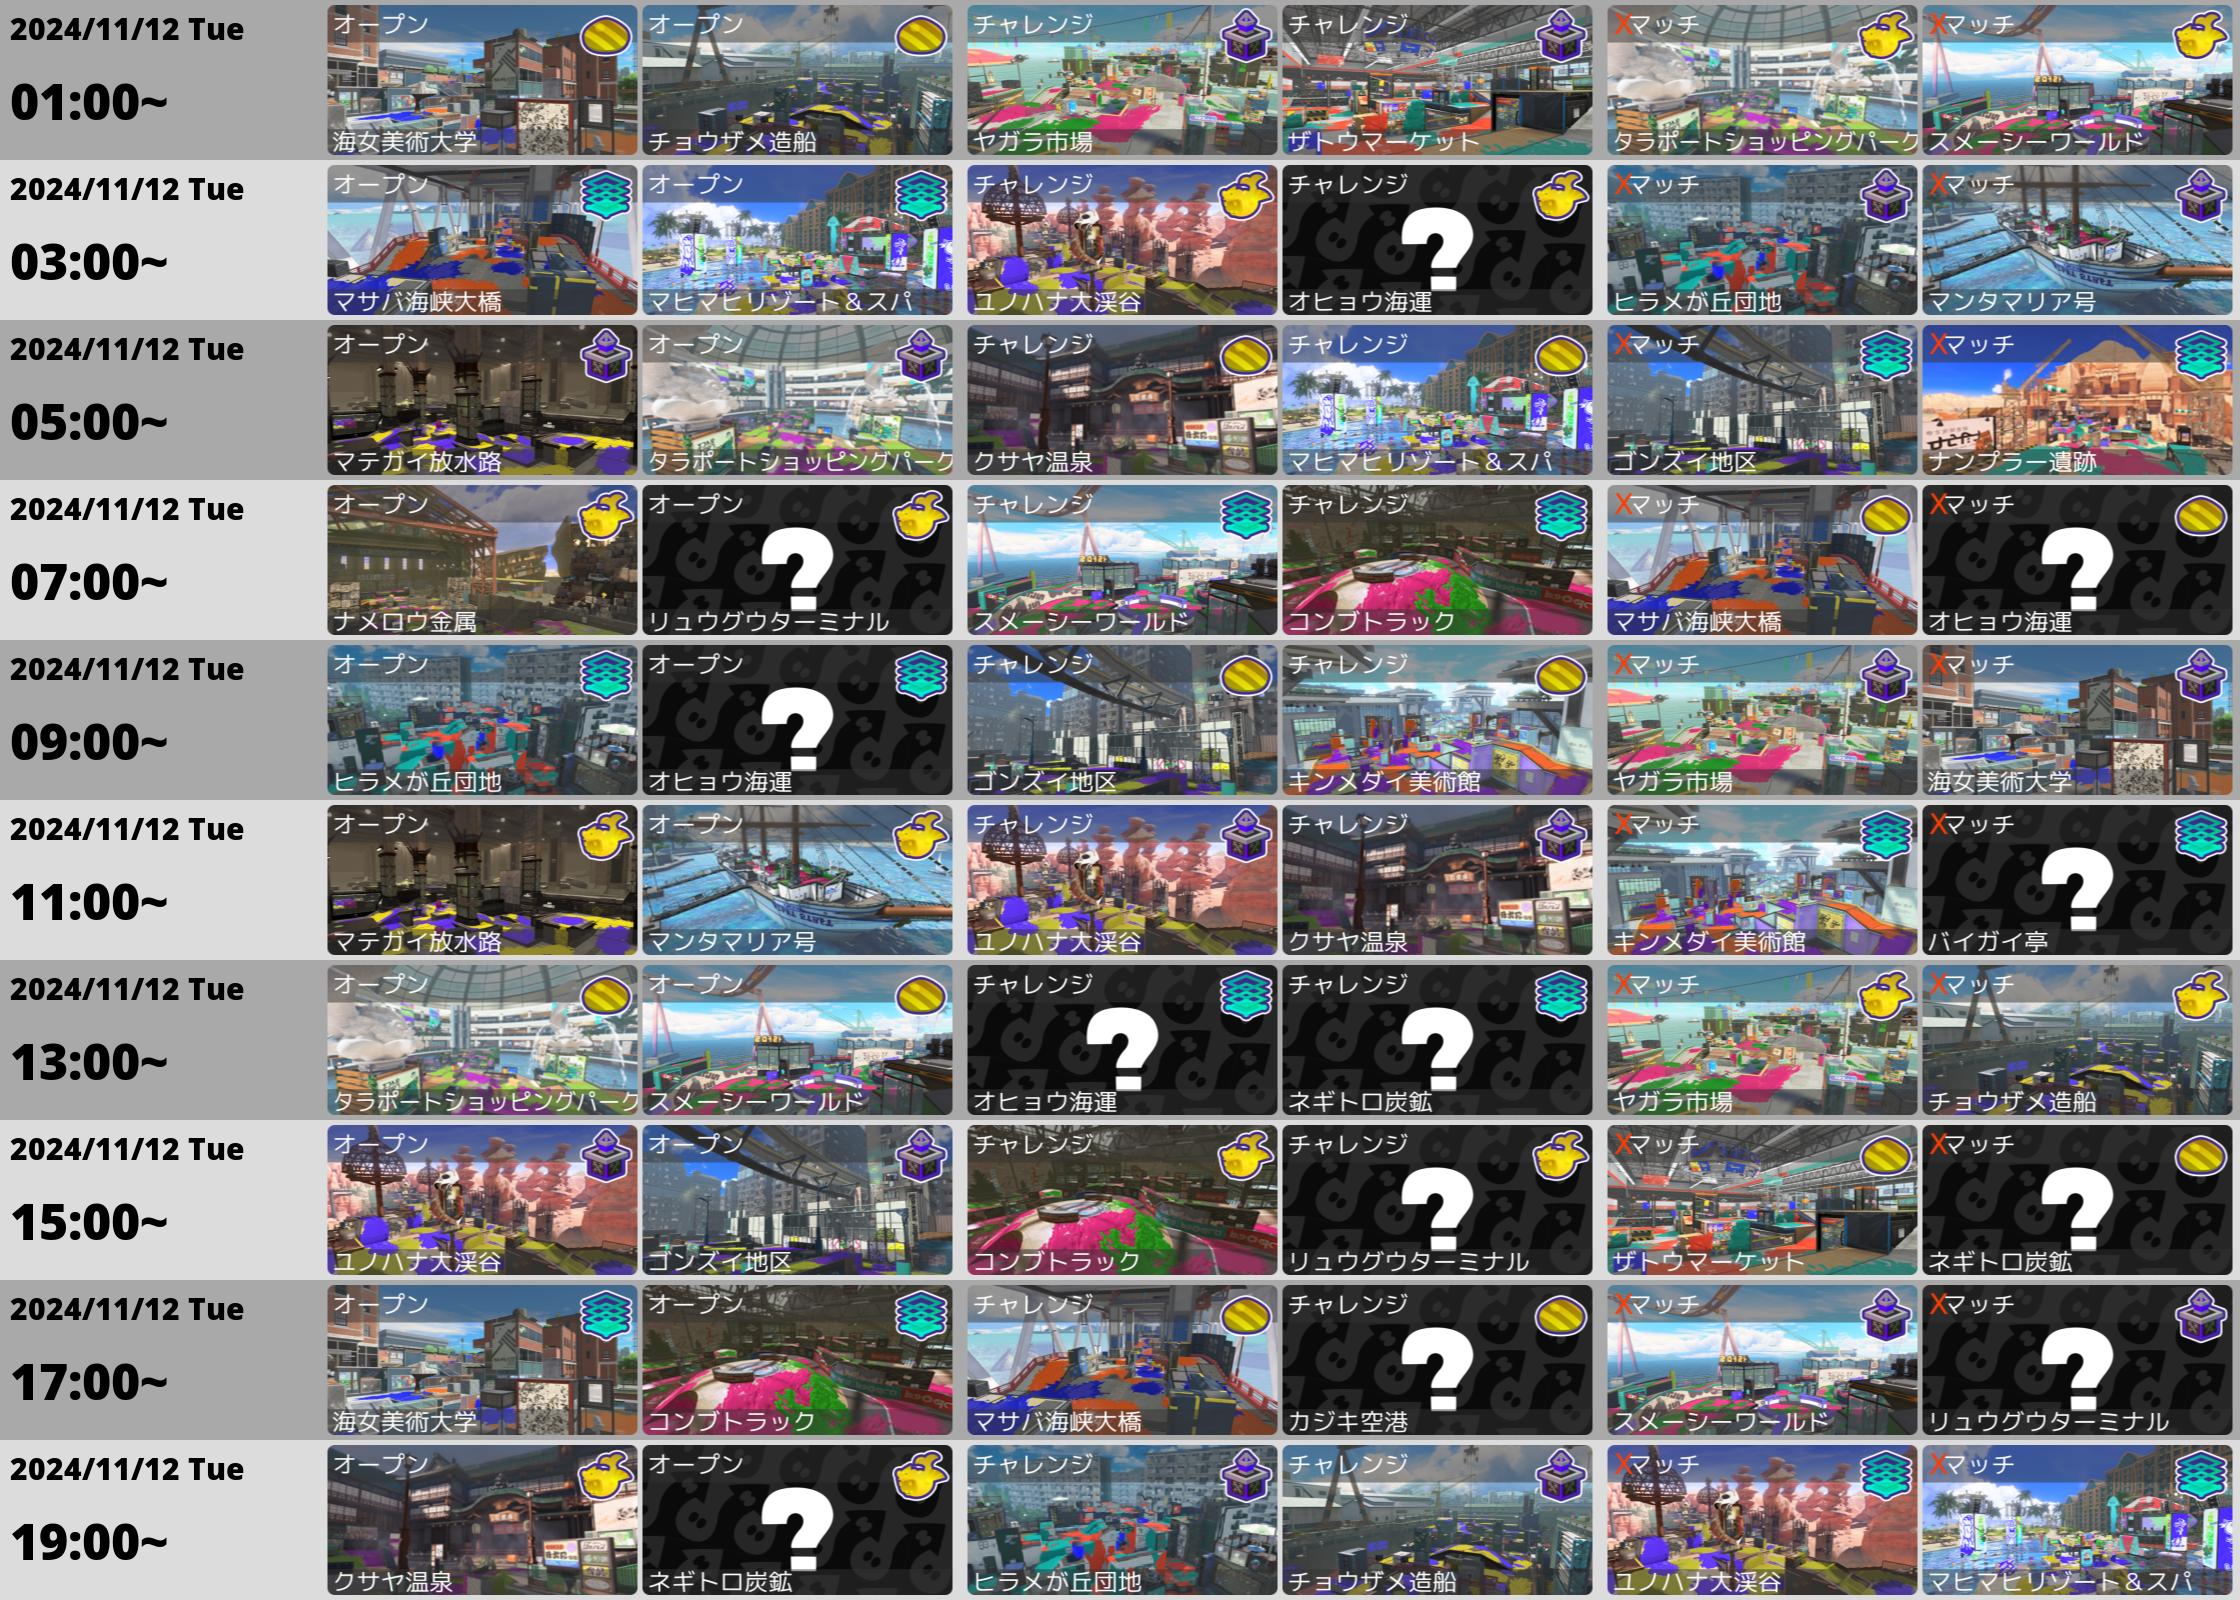 2024/11/12 Tue
01:00~
オープン
海女美術大学
オープン
チョウザメ造船
チャレンジ
ヤガラ市場
チャレンジ
ザトウマーケット
Xマッチ
タラポートショッピングパーク
Xマッチ
スメーシーワールド
2024/11/12 Tue
03:00~
オープン
マサバ海峡大橋
オープン
マヒマヒリゾート＆スパ
チャレンジ
ユノハナ大渓谷
チャレンジ
?
オヒョウ海運
Xマッチ
ヒラメが丘団地
Xマッチ
マンタマリア号
2024/11/12 Tue
05:00~
オープン
マテガイ放水路
オープン
タラポートショッピングパーク
チャレンジ
クサヤ温泉
チャレンジ
マヒマヒリゾート＆スパ
Xマッチ
ゴンズイ地区
Xマッチ
ナンプラー遺跡
2024/11/12 Tue
07:00~
オープン
ナメロウ金属
オープン
?
リュウグウターミナル
チャレンジ
スメーシーワールド
チャレンジ
コンブトラック
Xマッチ
マサバ海峡大橋
Xマッチ
?
オヒョウ海運
2024/11/12 Tue
09:00~
オープン
ヒラメが丘団地
オープン
?
オヒョウ海運
チャレンジ
ゴンズイ地区
チャレンジ
キンメダイ美術館
Xマッチ
ヤガラ市場
Xマッチ
海女美術大学
2024/11/12 Tue
11:00~
オープン
マテガイ放水路
オープン
マンタマリア号
チャレンジ
ユノハナ大渓谷
チャレンジ
クサヤ温泉
Xマッチ
キンメダイ美術館
Xマッチ
?
バイガイ亭
2024/11/12 Tue
13:00~
オープン
タラポートショッピングパーク
オープン
スメーシーワールド
チャレンジ
?
オヒョウ海運
チャレンジ
?
ネギトロ炭鉱
Xマッチ
ヤガラ市場
Xマッチ
チョウザメ造船
2024/11/12 Tue
15:00~
オープン
ユノハナ大渓谷
オープン
ゴンズイ地区
チャレンジ
コンブトラック
チャレンジ
?
リュウグウターミナル
Xマッチ
ザトウマーケット
Xマッチ
?
ネギトロ炭鉱
2024/11/12 Tue
17:00~
オープン
海女美術大学
オープン
コンブトラック
チャレンジ
マサバ海峡大橋
チャレンジ
?
カジキ空港
Xマッチ
スメーシーワールド
Xマッチ
?
リュウグウターミナル
2024/11/12 Tue
19:00~
オープン
クサヤ温泉
オープン
?
ネギトロ炭鉱
チャレンジ
ヒラメが丘団地
チャレンジ
チョウザメ造船
Xマッチ
ユノハナ大渓谷
Xマッチ
マヒマヒリゾート＆スパ